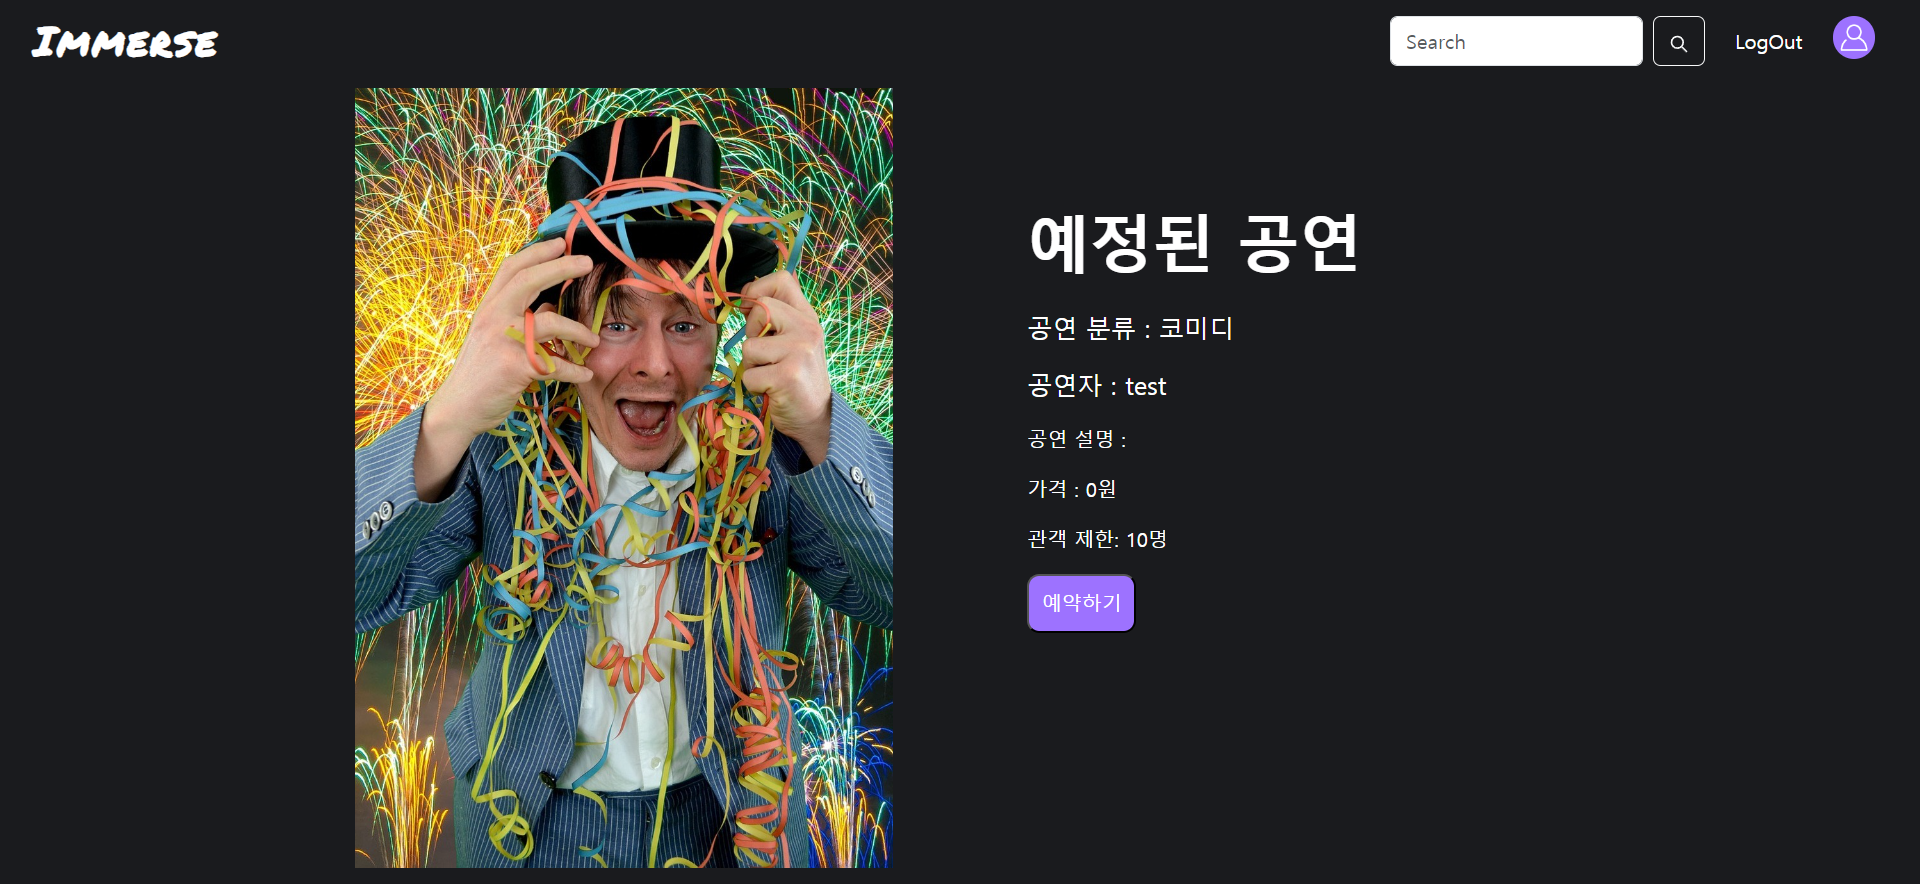 Immerse
Search
LogOut
예정된 공연
공연 분류 : 코미디
공연자 : test
공연 설명 :
가격 : 0원
관객 제한: 10명
예약하기